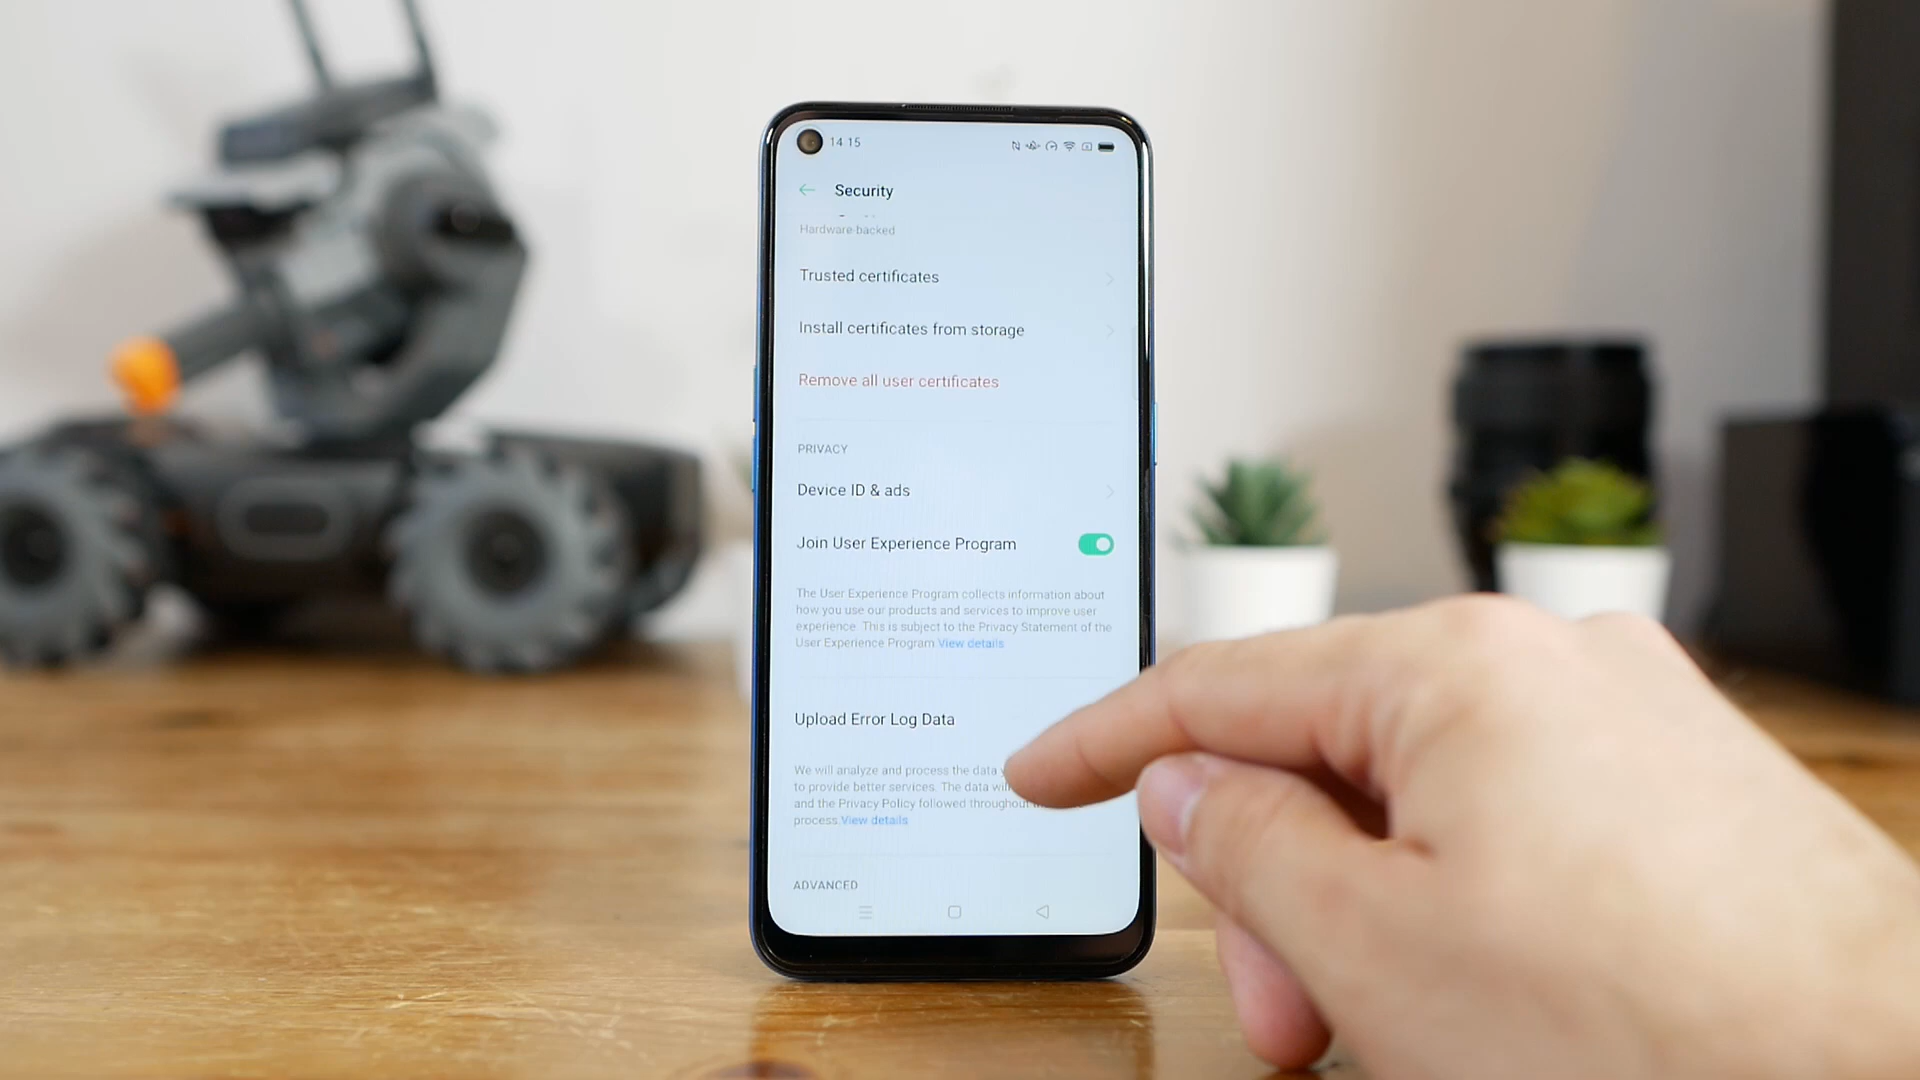 14 15
Security
Hardware-backed
Trusted certificates
Install certificates from storage
Remove all user certificates
PRIVACY
Device ID & ads
Join User Experience Program
The User Experience Program collects information about
how you use our products and services to improve user
experience. This is subject to the Privacy Statement of the
User Experience Program.View details
Upload Error Log Data
We will analyze and process the data
to provide better services. The data
and the Privacy Policy followed throughout
process.View details
ADVANCED